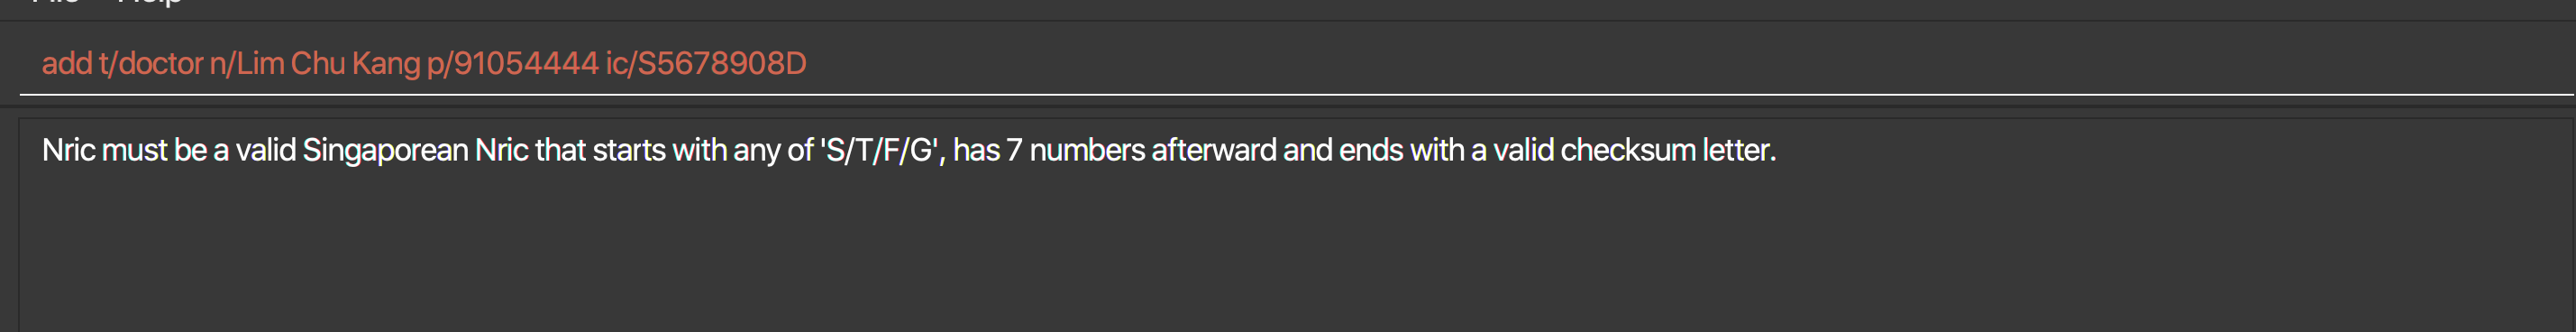 File Help
add t/doctor n/Lim Chu Kang p/91054444 ic/S5678908D
Nric must be a valid Singaporean Nric that starts with any of 'S/T/F/G', has 7 numbers afterward and ends with a valid checksum letter.